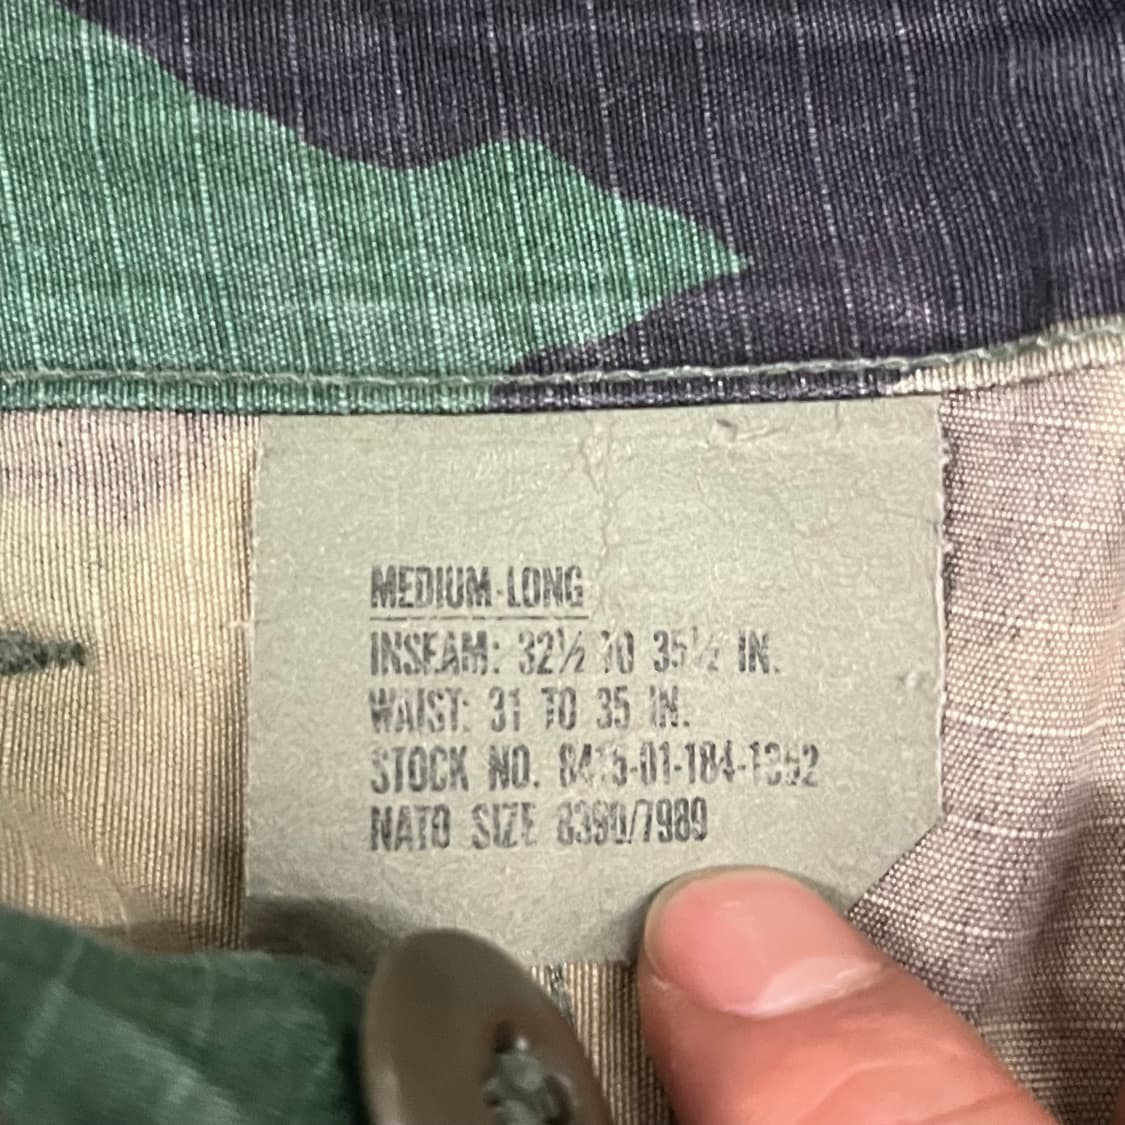 MEDIUM-LONG
INSEAM: 32½ TO 35½ IN.
WAIST: 31 TO 35 IN.
STOCK NO. 8415-01-184-1352
NATO SIZE 8390/7989